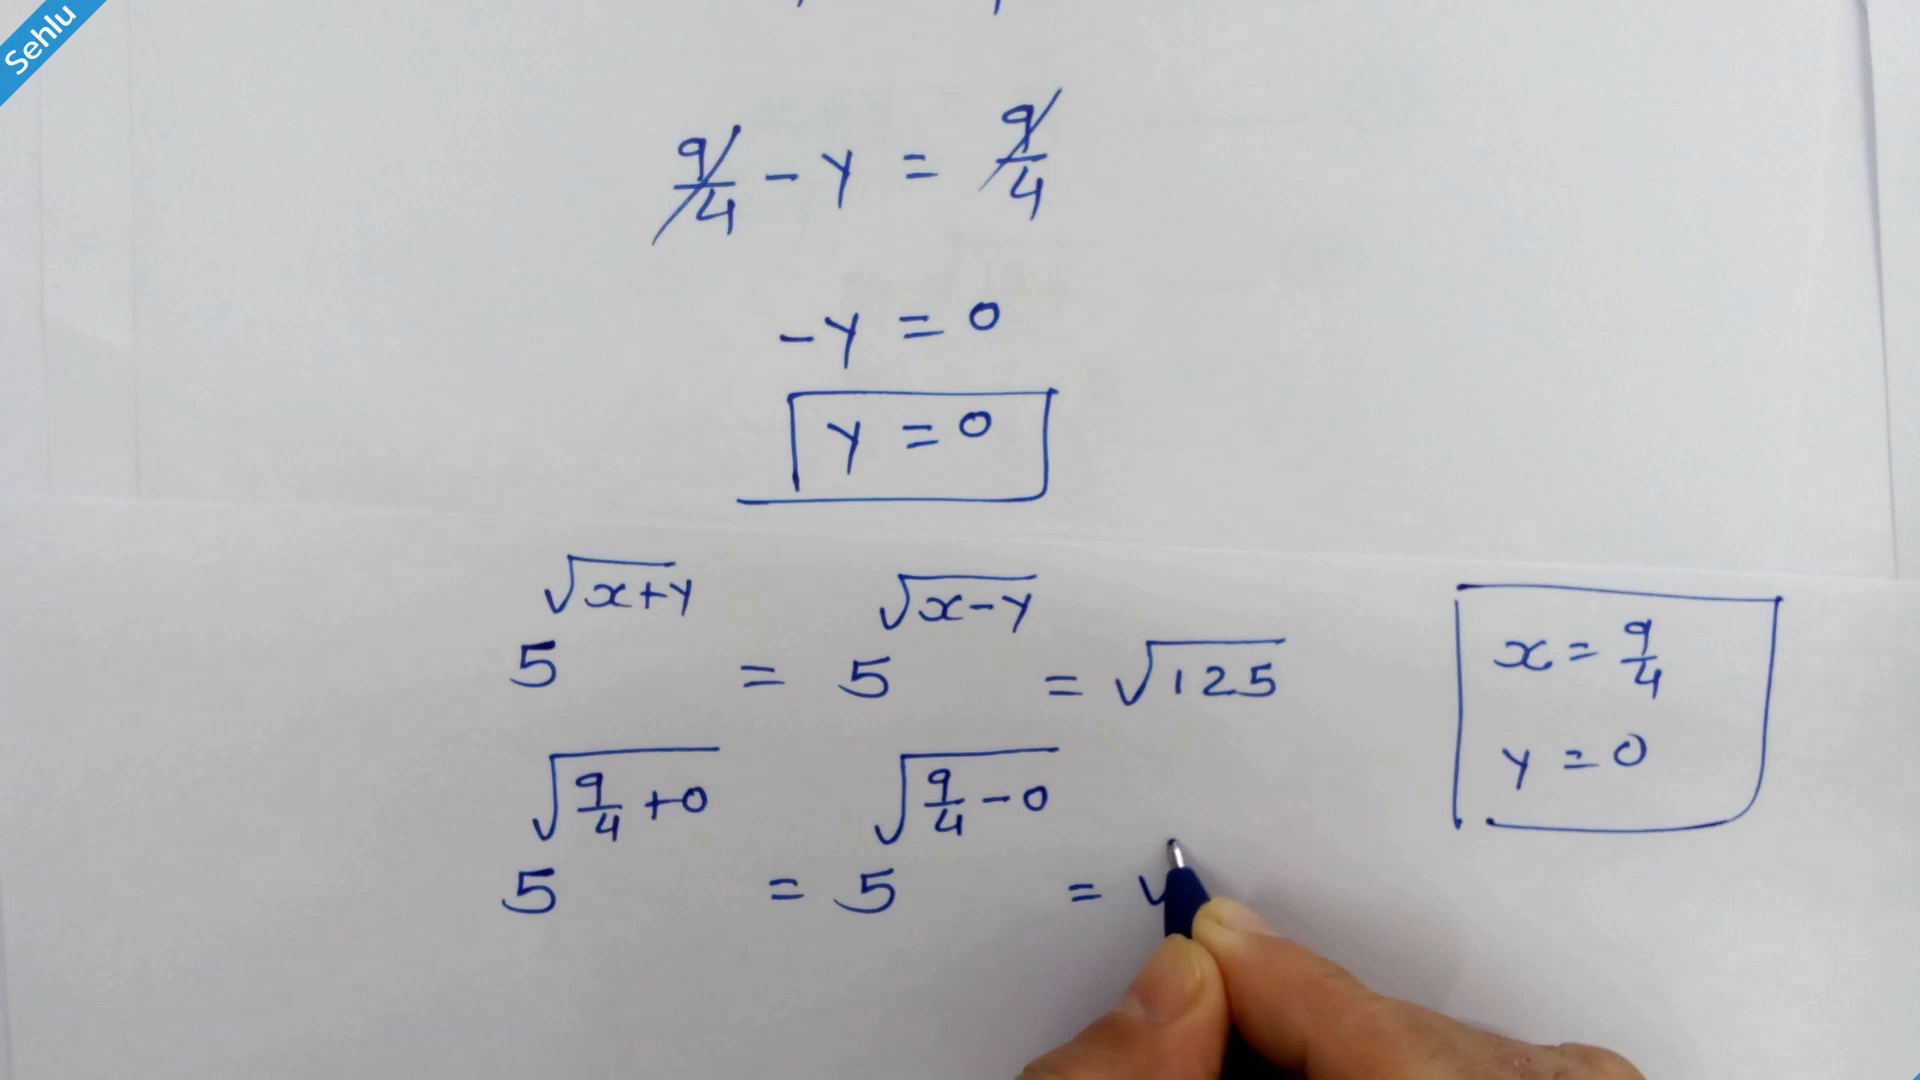 Sehlu
9/4 - y = 9/4
-y = 0
y = 0
5^√(x+y) = 5^√(x-y) = √125
x = 9/4
y = 0
5^√(9/4+0) = 5^√(9/4-0) = √